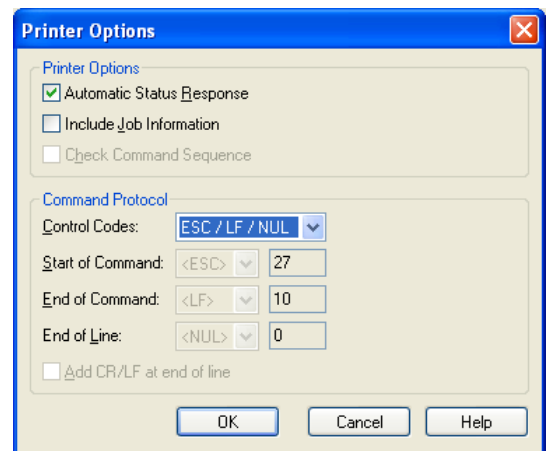 Printer Options
Printer Options
Automatic Status Response
Include Job Information
Check Command Sequence
Command Protocol
Control Codes: ESC / LF / NUL
Start of Command: <ESC> 27
End of Command: <LF> 10
End of Line: <NUL> 0
Add CR/LF at end of line
OK Cancel Help